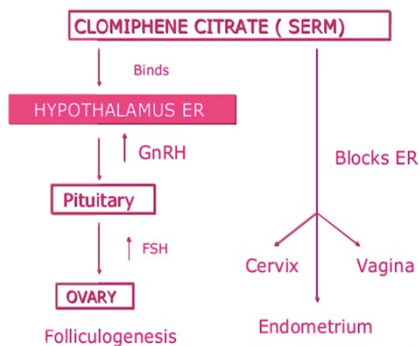 CLOMIPHENE CITRATE ( SERM)
Binds
HYPOTHALAMUS ER
GnRH
Blocks ER
Pituitary
FSH
Cervix
Vagina
OVARY
Endometrium
Folliculogenesis